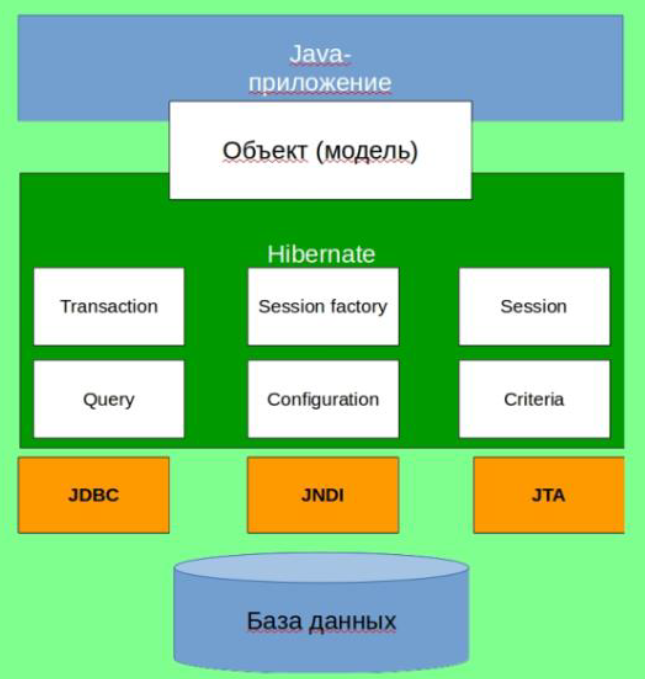 Java-
приложение
Объект (модель)
Hibernate
Transaction
Session factory
Session
Query
Configuration
Criteria
JDBC
JNDI
JTA
База данных